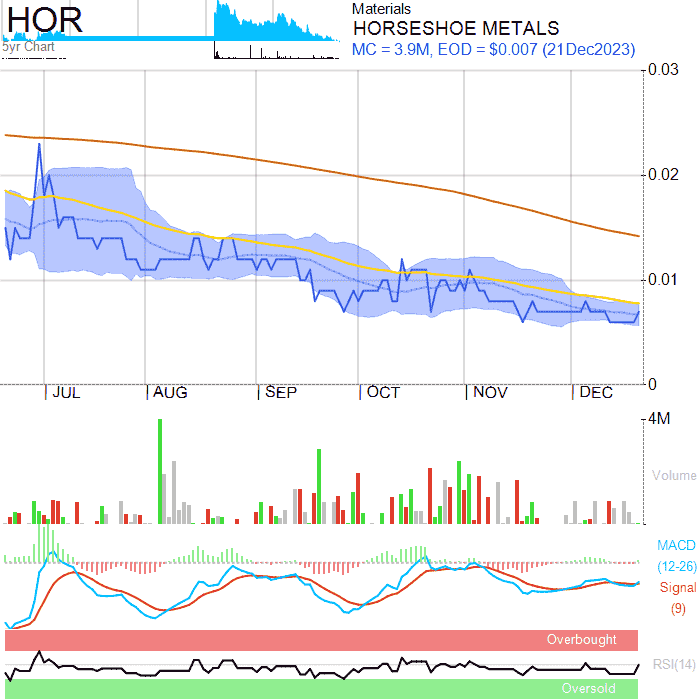 HOR
5yr Chart
Materials
HORSESHOE METALS
MC = 3.9M, EOD = $0.007 (21Dec2023)
0.03
0.02
0.01
0
JUL AUG SEP OCT NOV DEC
4M
Volume
MACD
(12-26)
Signal
(9)
Overbought
RSI(14)
Oversold